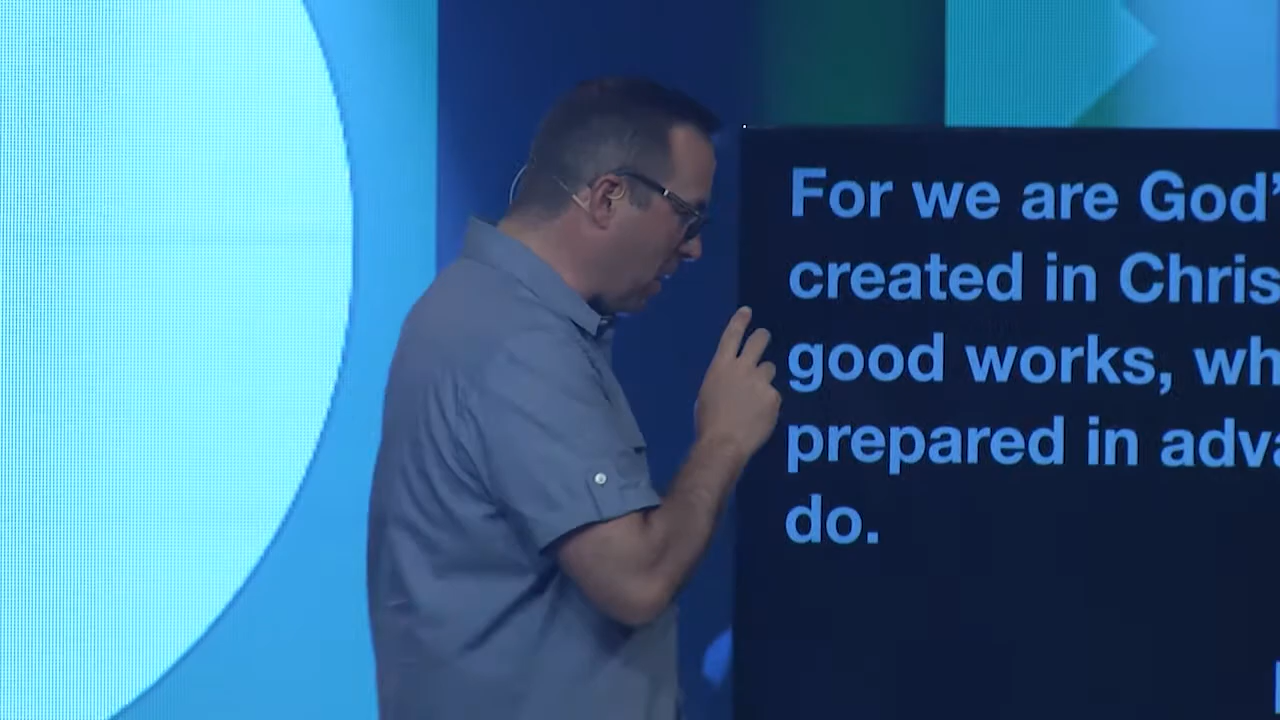 For we are God'
created in Chris
good works, wh
prepared in adva
do.